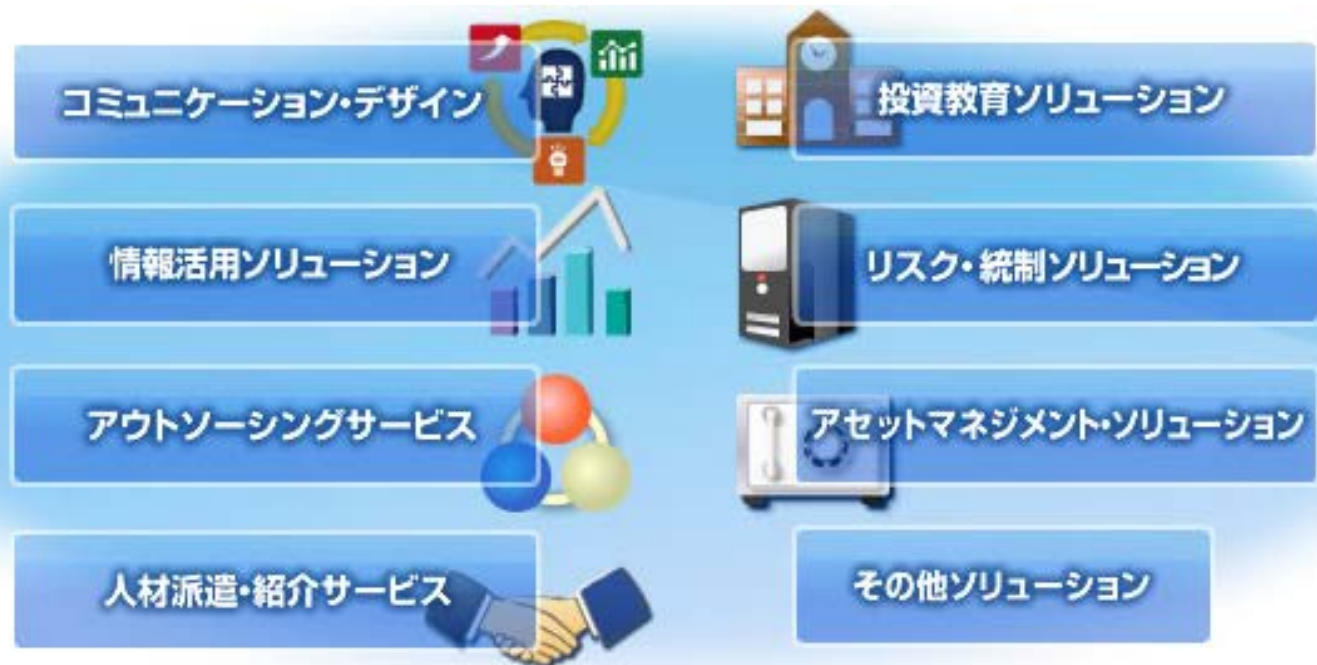 コミュニケーション・デザイン
投資教育ソリューション
情報活用ソリューション
リスク・統制ソリューション
アウトソーシングサービス
アセットマネジメント・ソリューション
人材派遣・紹介サービス
その他ソリューション